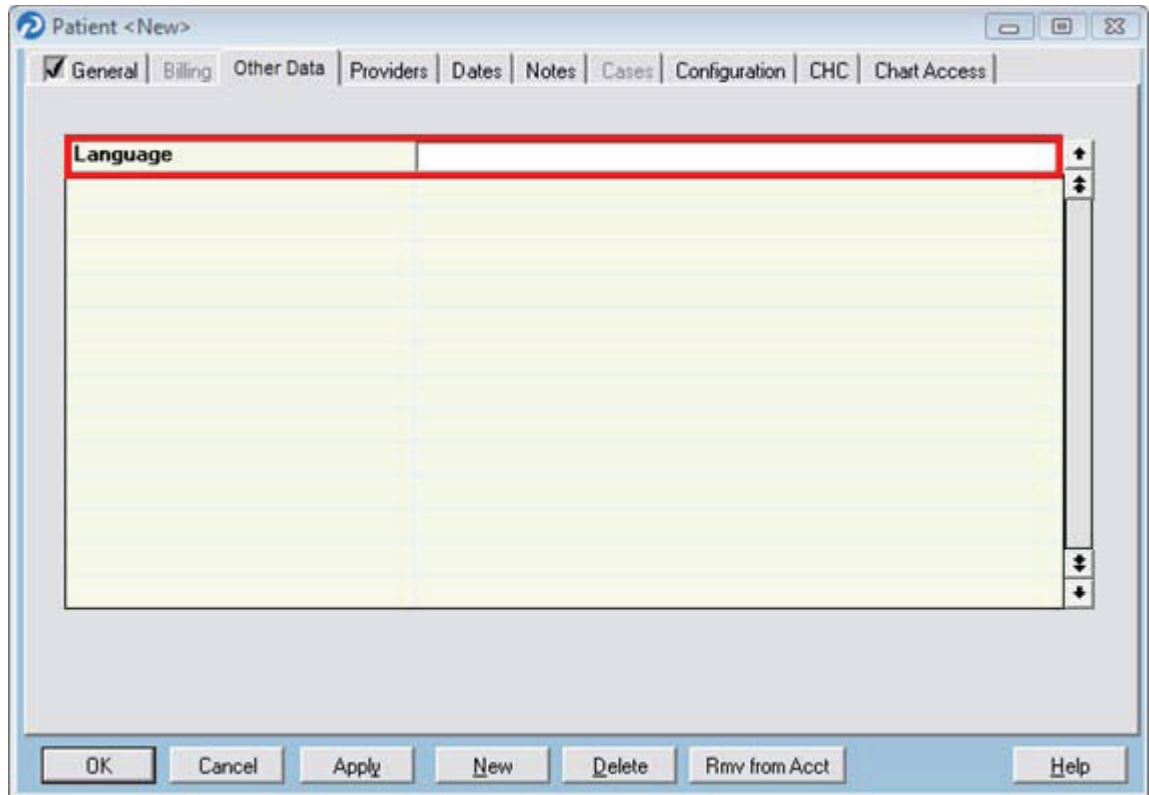 Patient <New>
General Billing Other Data Providers Dates Notes Cases Configuration CHC Chart Access
Language
OK Cancel Apply New Delete Rmv from Acct Help